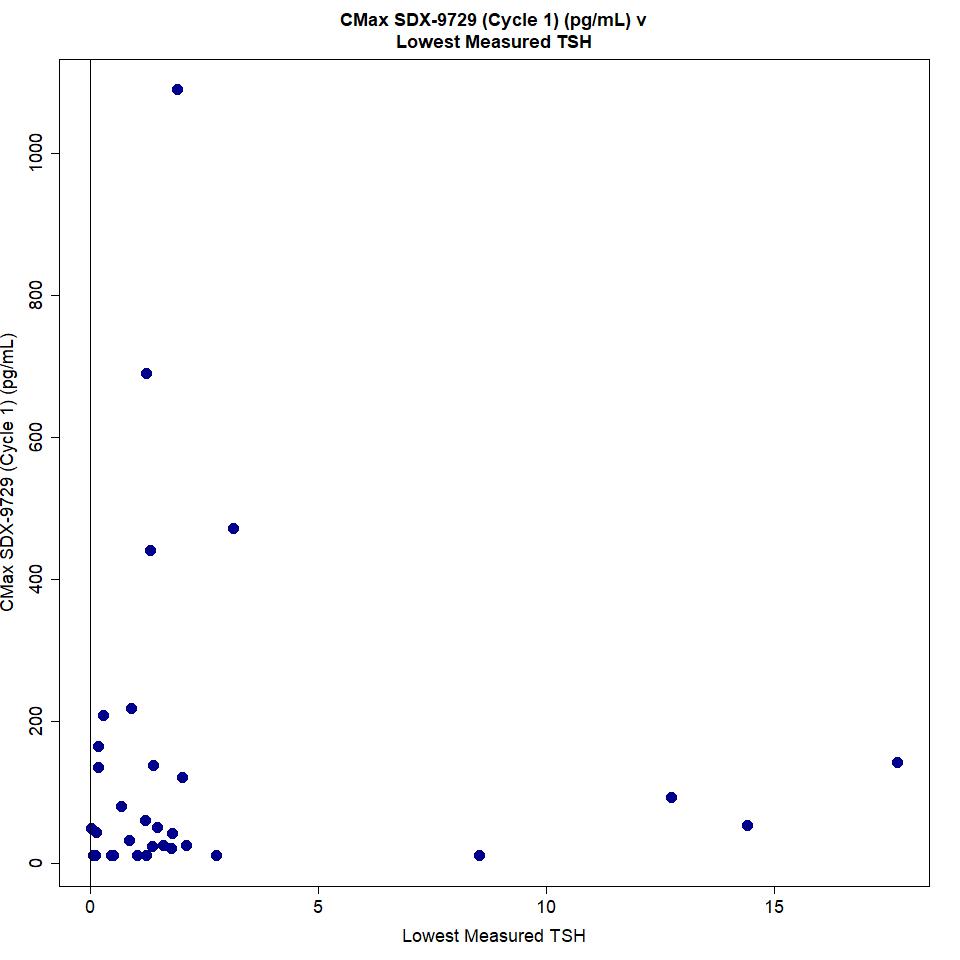 CMax SDX-9729 (Cycle 1) (pg/mL) v
Lowest Measured TSH
CMax SDX-9729 (Cycle 1) (pg/mL)
1000
800
600
400
200
0
0 5 10 15
Lowest Measured TSH